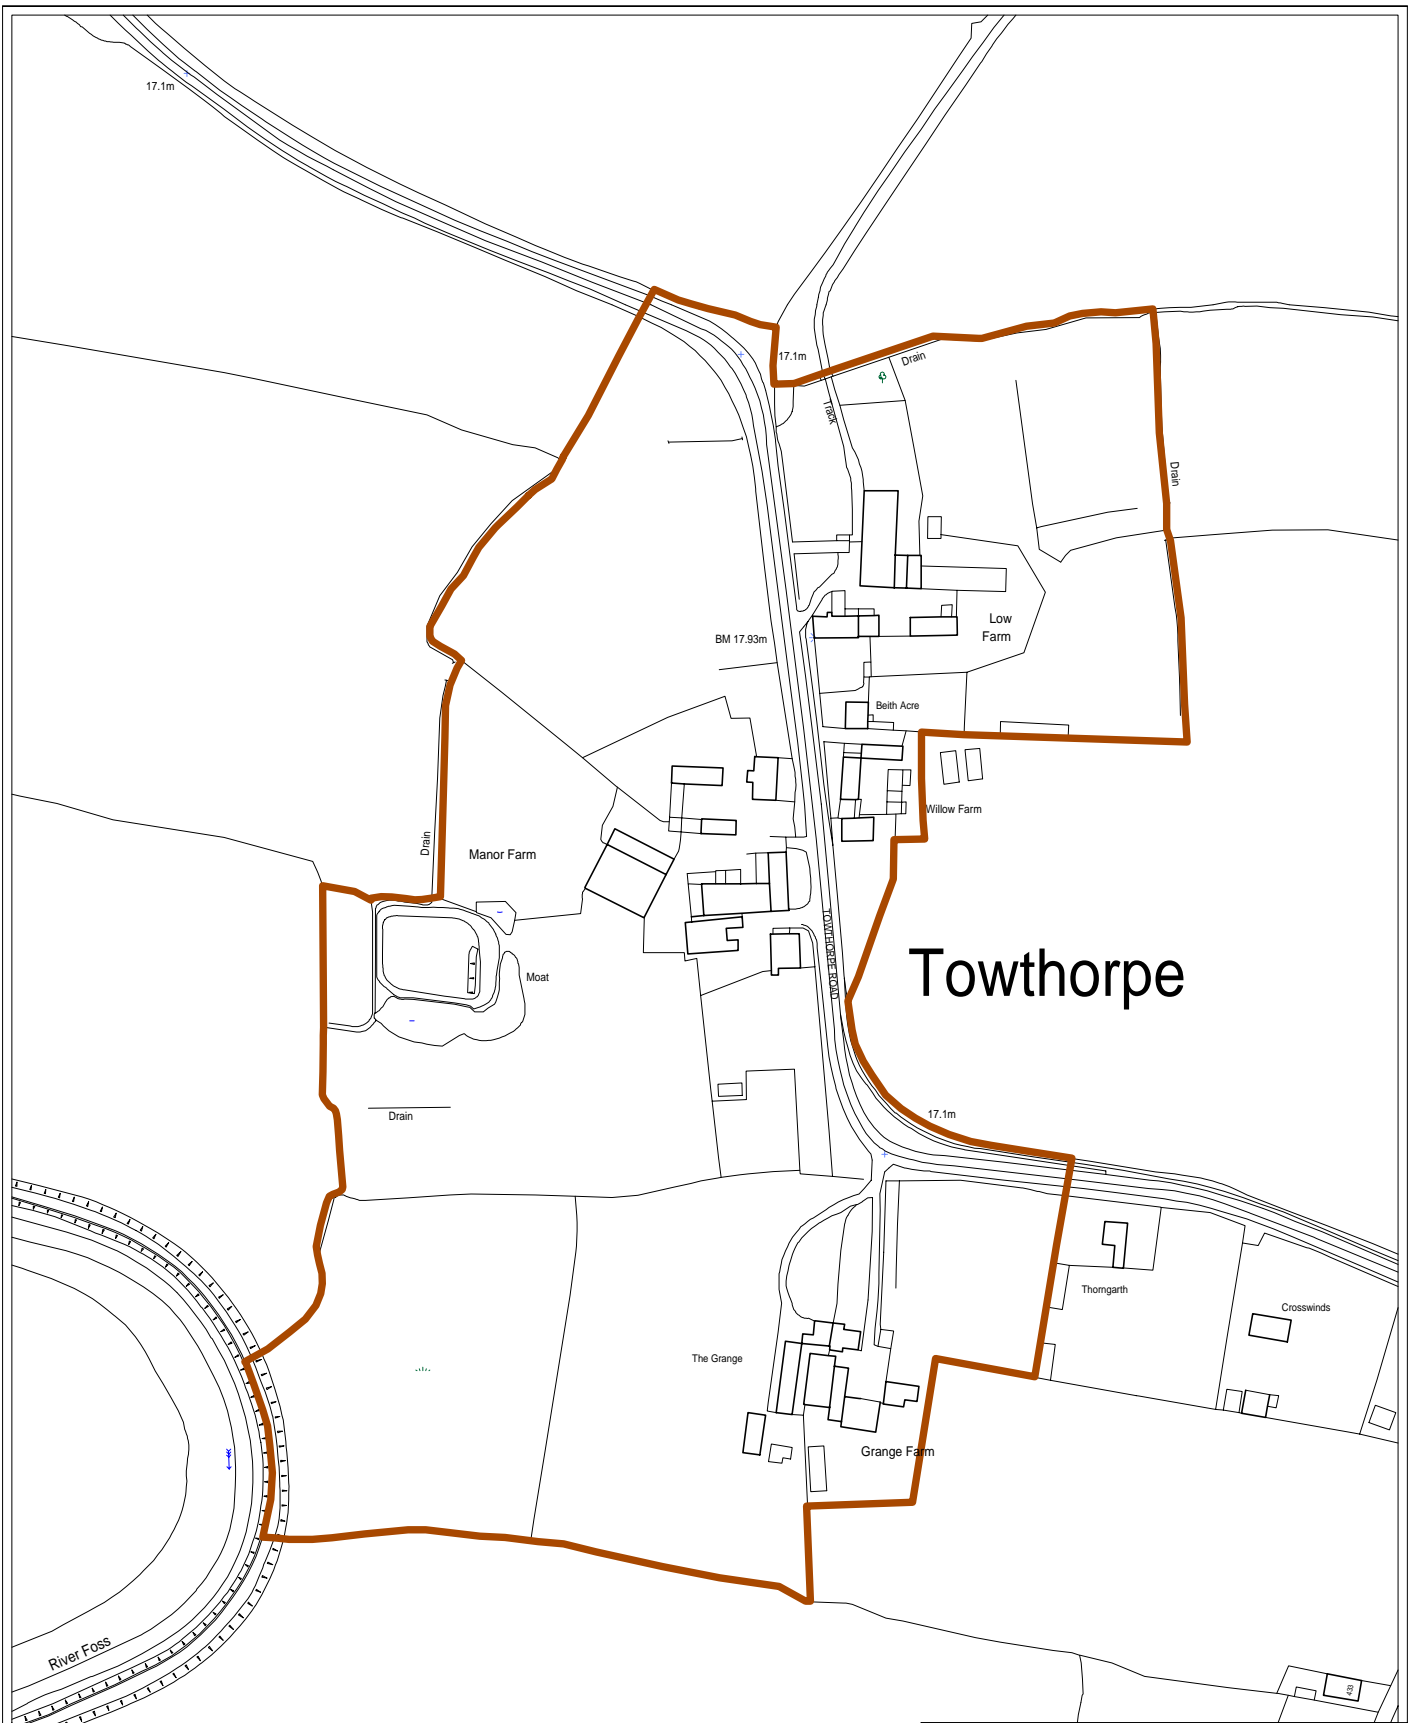 17.1m
17.1m
Drain
Track
Drain
Low
Farm
BM 17.93m
Beith Acre
Willow Farm
Drain
Manor Farm
TOWTHORPE ROAD
Towthorpe
Moat
Drain
17.1m
Thorngarth
Crosswinds
The Grange
Grange Farm
River Foss
433